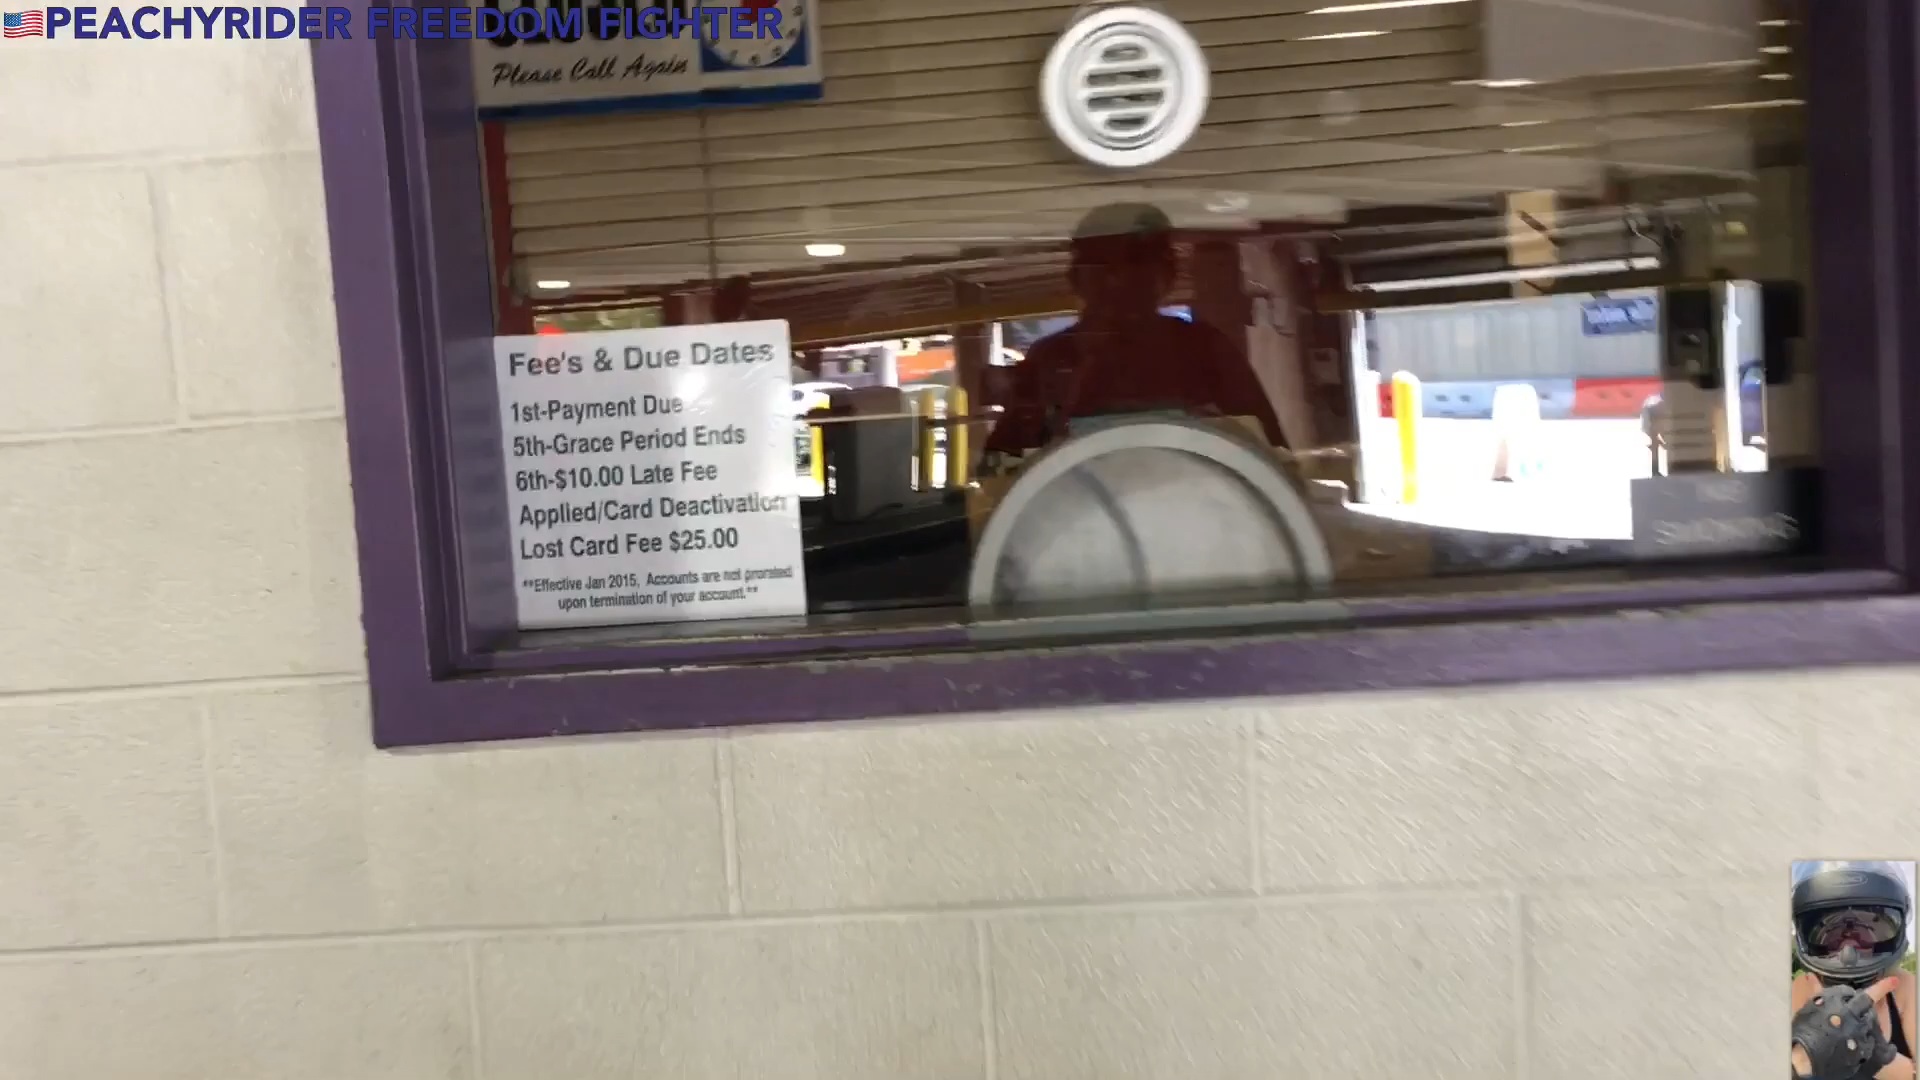 PEACHYRIDER FREEDOM FIGHTER
Please Call Again
Fee's & Due Dates
1st-Payment Due
5th-Grace Period Ends
6th-$10.00 Late Fee
Applied/Card Deactivation
Lost Card Fee $25.00
**Effective Jan 2015, Accounts are not prorated
upon termination of your account.**